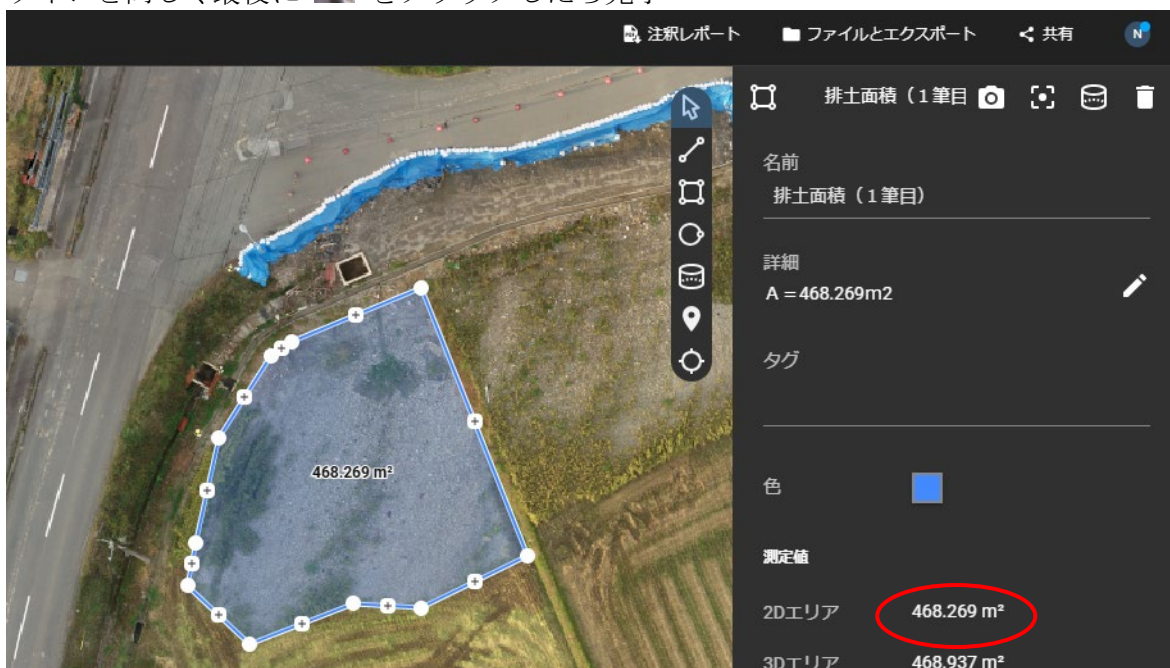 注釈レポート ファイルとエクスポート 共有 N
排土面積（1筆目
名前
排土面積（1筆目）
詳細
A＝468.269m2
タグ
468.269 m²
色
測定値
2Dエリア 468.269 m²
3Dエリア 468.937 m²